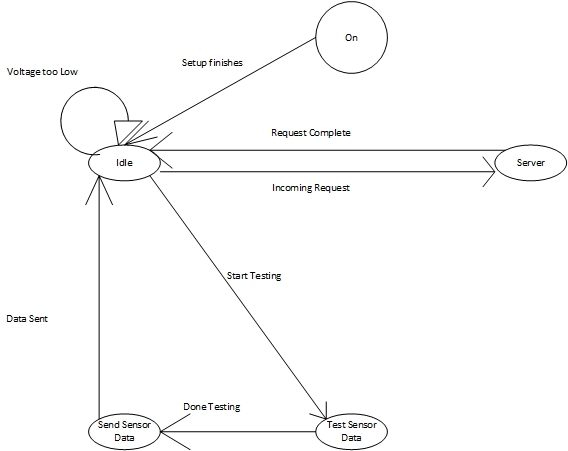 On
Setup finishes
Voltage too Low
Request Complete
Idle
Server
Incoming Request
Start Testing
Data Sent
Done Testing
Send Sensor
Data
Test Sensor
Data